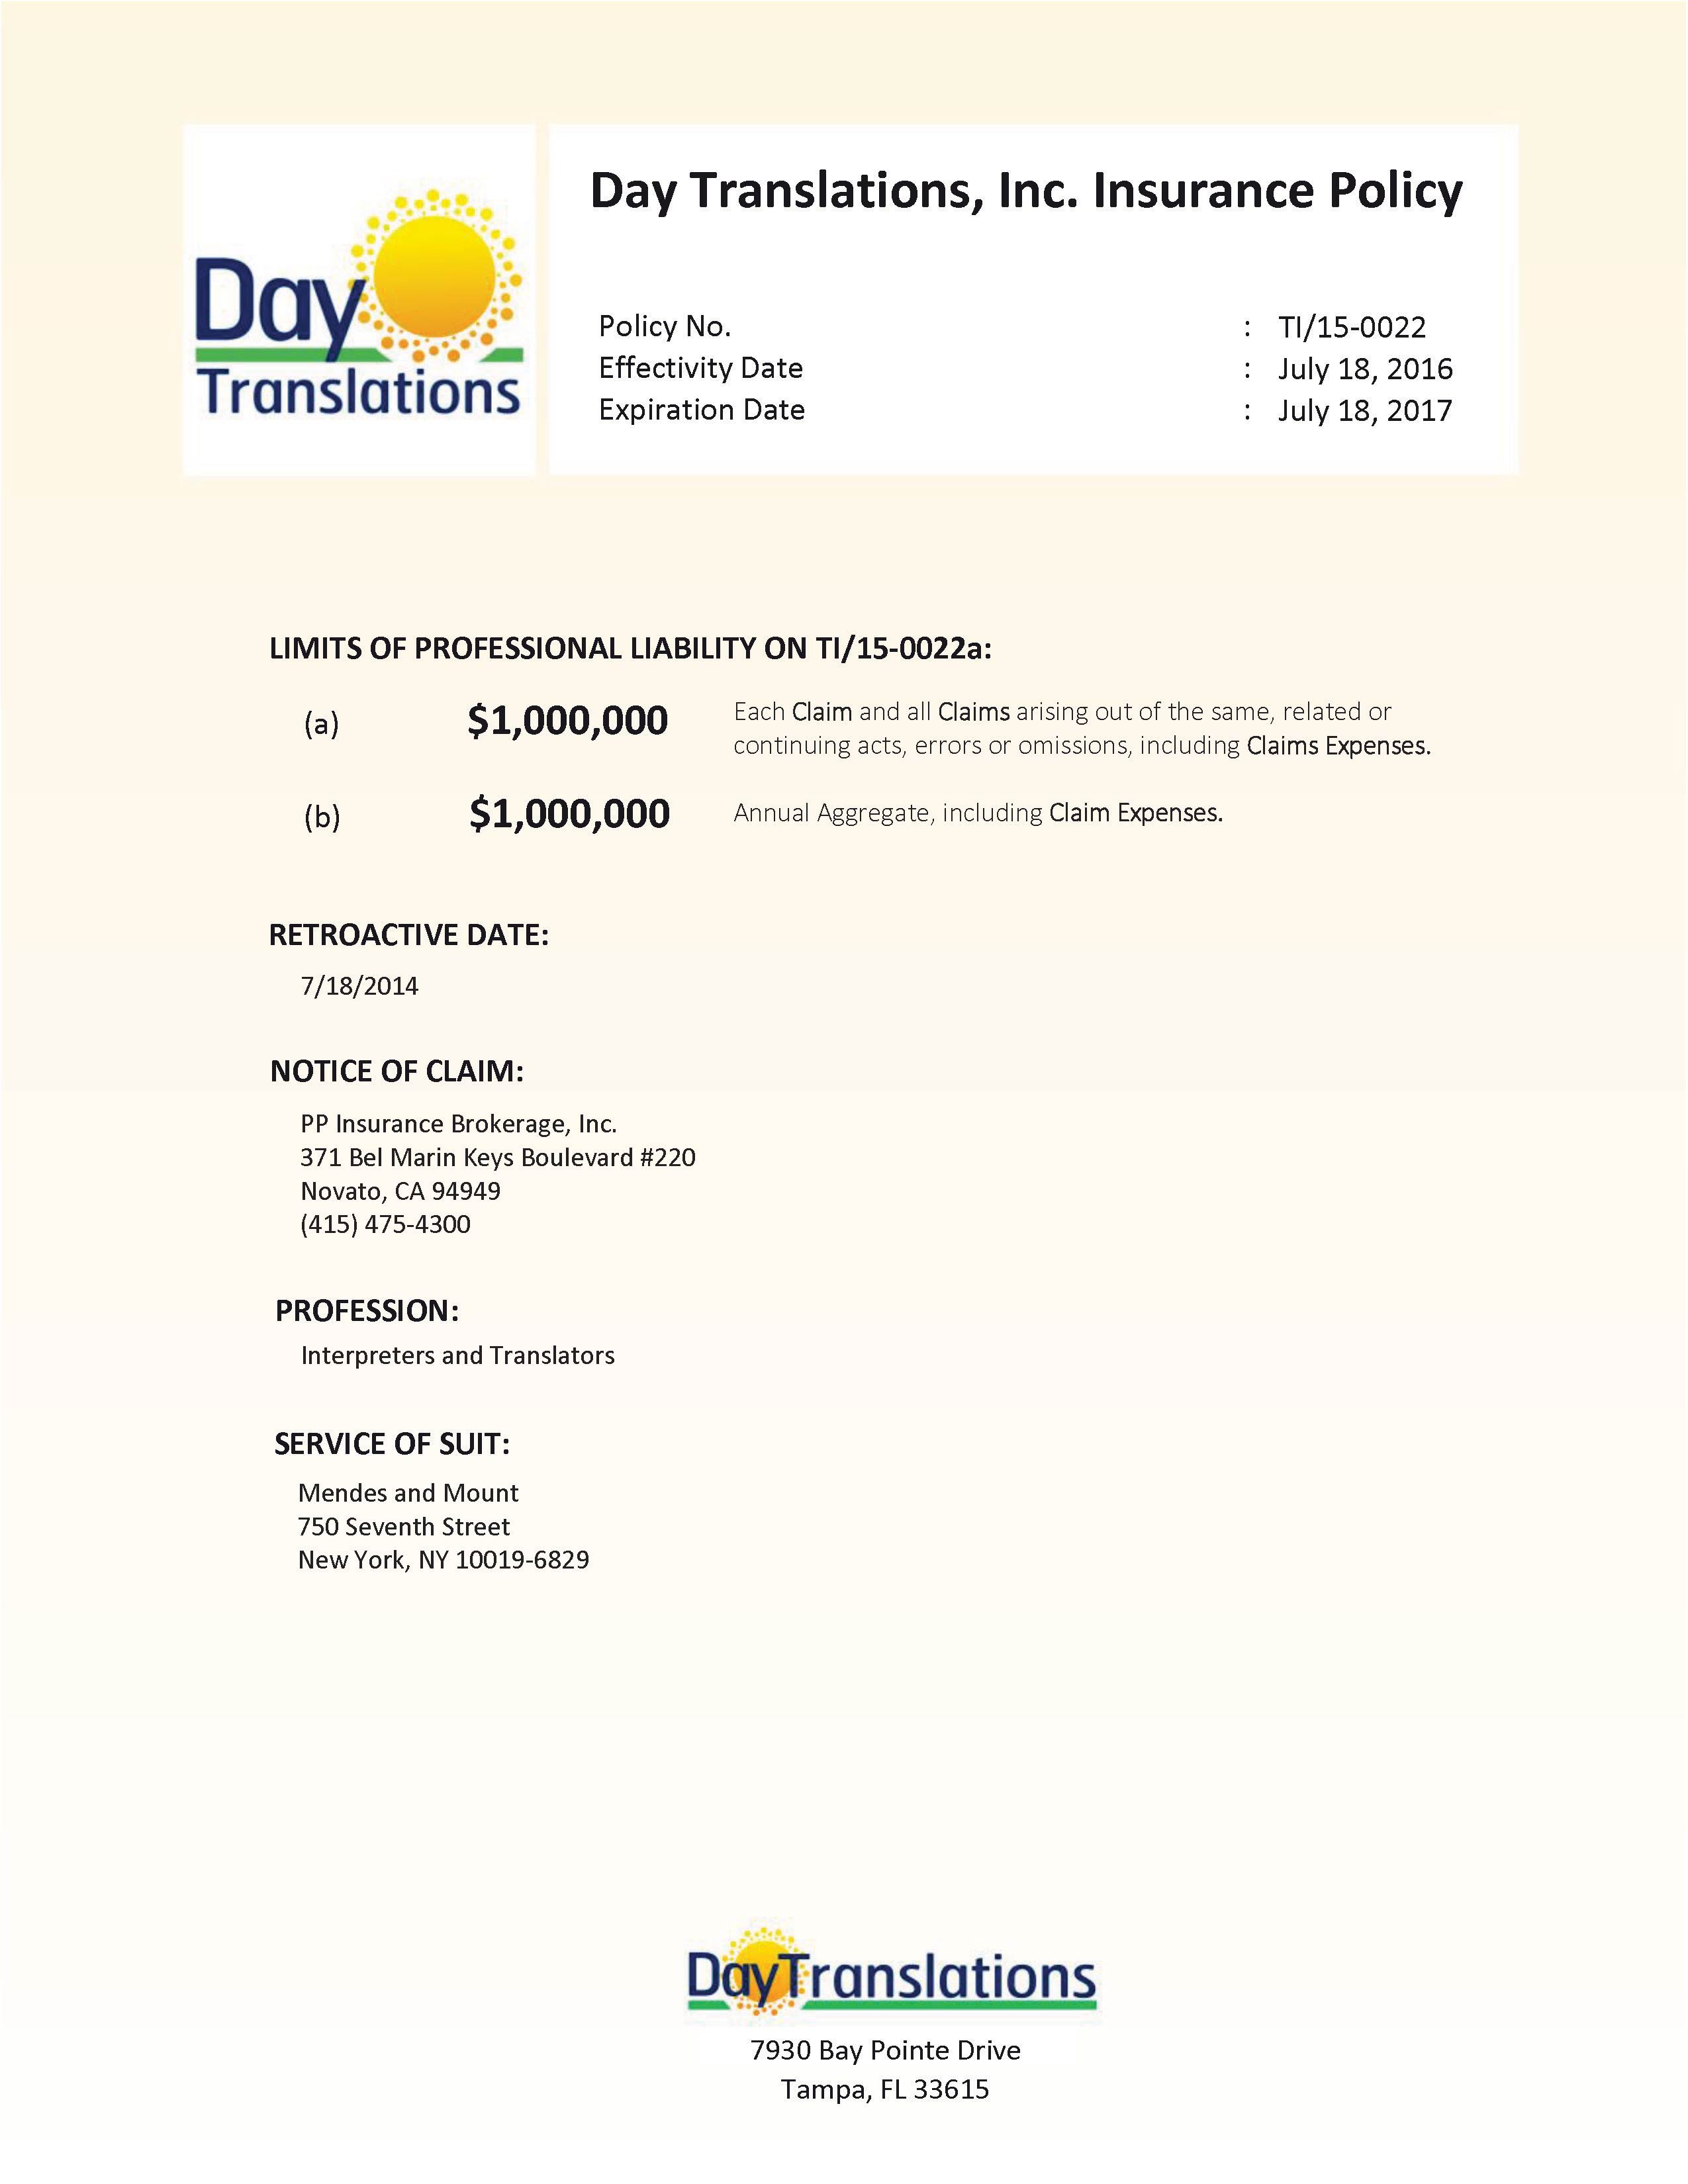 Day
Translations
Day Translations, Inc. Insurance Policy
Policy No. : TI/15-0022
Effectivity Date : July 18, 2016
Expiration Date : July 18, 2017
LIMITS OF PROFESSIONAL LIABILITY ON TI/15-0022a:
(a) $1,000,000 Each Claim and all Claims arising out of the same, related or
continuing acts, errors or omissions, including Claims Expenses.
(b) $1,000,000 Annual Aggregate, including Claim Expenses.
RETROACTIVE DATE:
7/18/2014
NOTICE OF CLAIM:
PP Insurance Brokerage, Inc.
371 Bel Marin Keys Boulevard #220
Novato, CA 94949
(415) 475-4300
PROFESSION:
Interpreters and Translators
SERVICE OF SUIT:
Mendes and Mount
750 Seventh Street
New York, NY 10019-6829
DayTranslations
7930 Bay Pointe Drive
Tampa, FL 33615